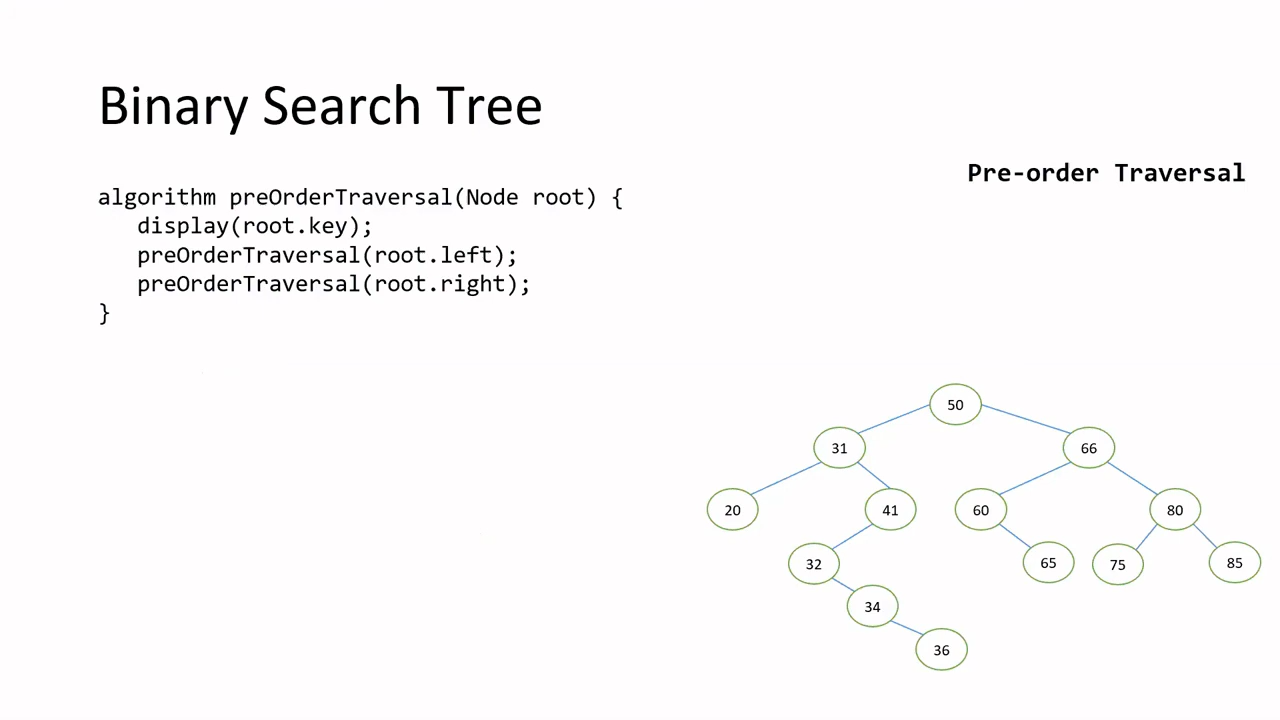 Binary Search Tree
Pre-order Traversal
algorithm preOrderTraversal(Node root) {
   display(root.key);
   preOrderTraversal(root.left);
   preOrderTraversal(root.right);
}
50
31 66
20 41 60 80
32 65 75 85
34
36